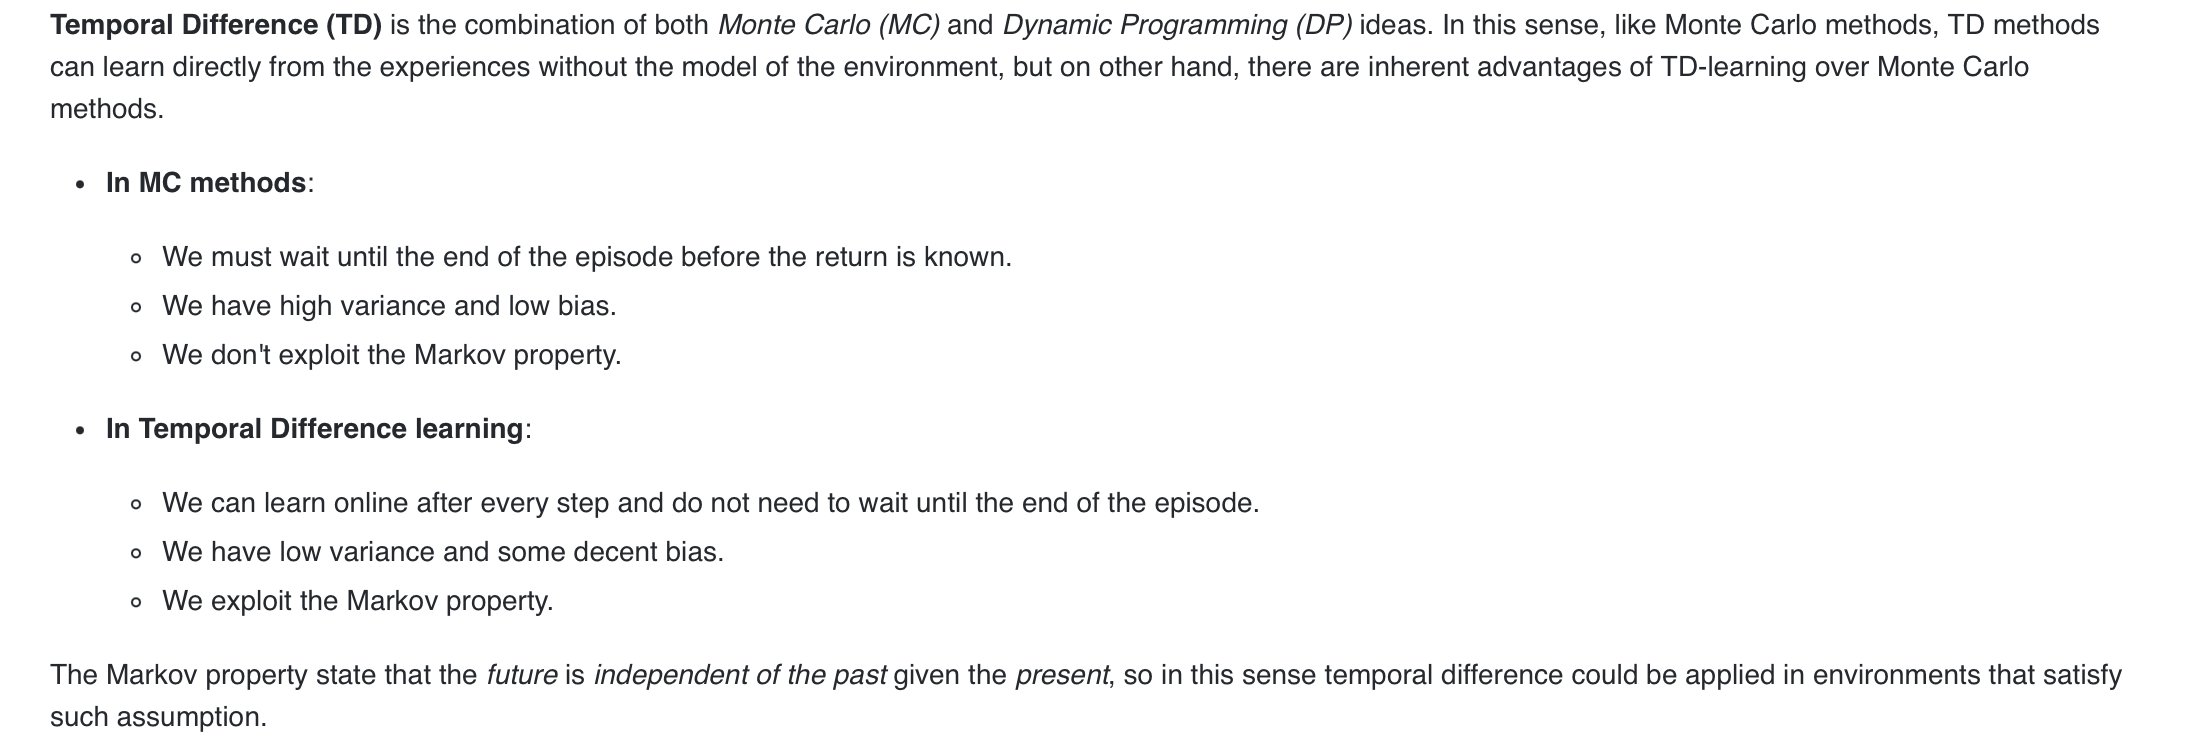 Temporal Difference (TD) is the combination of both Monte Carlo (MC) and Dynamic Programming (DP) ideas. In this sense, like Monte Carlo methods, TD methods
can learn directly from the experiences without the model of the environment, but on other hand, there are inherent advantages of TD-learning over Monte Carlo
methods.
• In MC methods:
◦ We must wait until the end of the episode before the return is known.
◦ We have high variance and low bias.
◦ We don't exploit the Markov property.
• In Temporal Difference learning:
◦ We can learn online after every step and do not need to wait until the end of the episode.
◦ We have low variance and some decent bias.
◦ We exploit the Markov property.
The Markov property state that the future is independent of the past given the present, so in this sense temporal difference could be applied in environments that satisfy
such assumption.